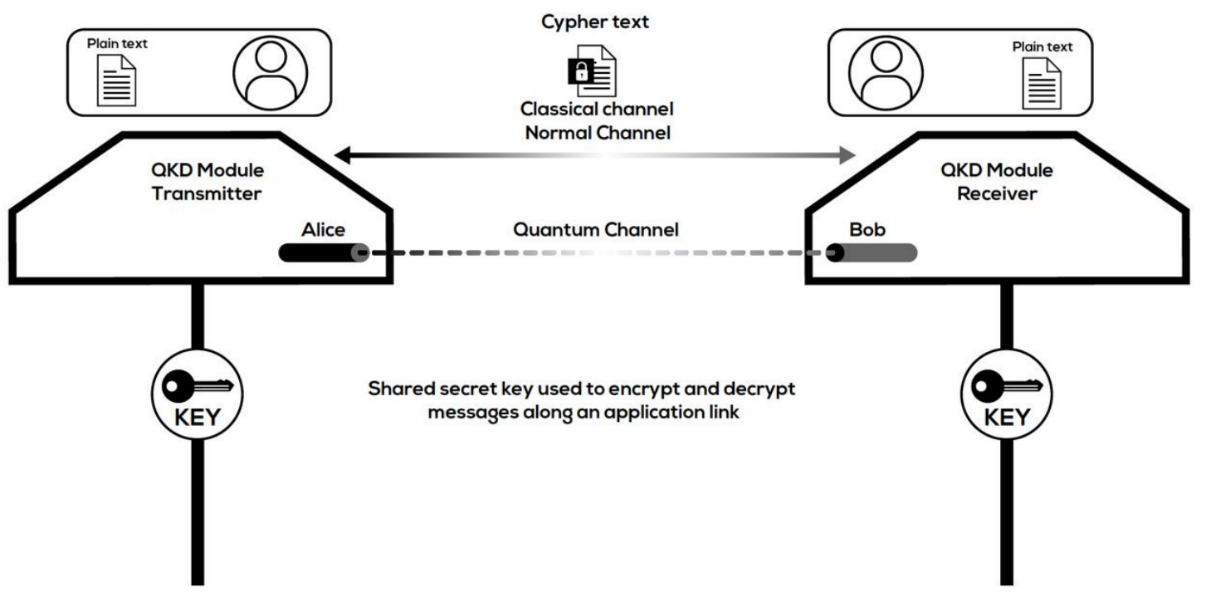 Cypher text
Plain text
Plain text
Classical channel
Normal Channel
QKD Module
Transmitter
QKD Module
Receiver
Alice
Quantum Channel
Bob
Shared secret key used to encrypt and decrypt
messages along an application link
KEY
KEY